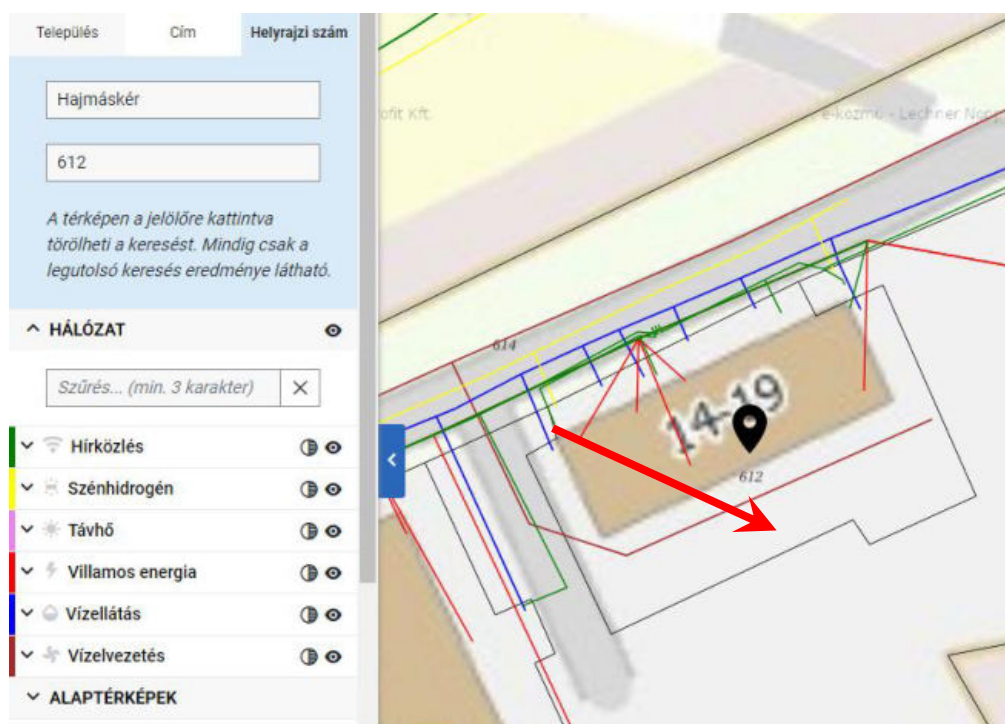 Település Cím Helyrajzi szám
Hajmáskér
612
A térképen a jelölőre kattintva
törölheti a keresést. Mindig csak a
legutolsó keresés eredménye látható.
HÁLÓZAT
Szűrés... (min. 3 karakter)
Hírközlés
Szénhidrogén
Távhő
Villamos energia
Vízellátás
Vízelvezetés
ALAPTÉRKÉPEK
ofit Kft.
e-közmű - Lechner Nonp
614
14-19
612